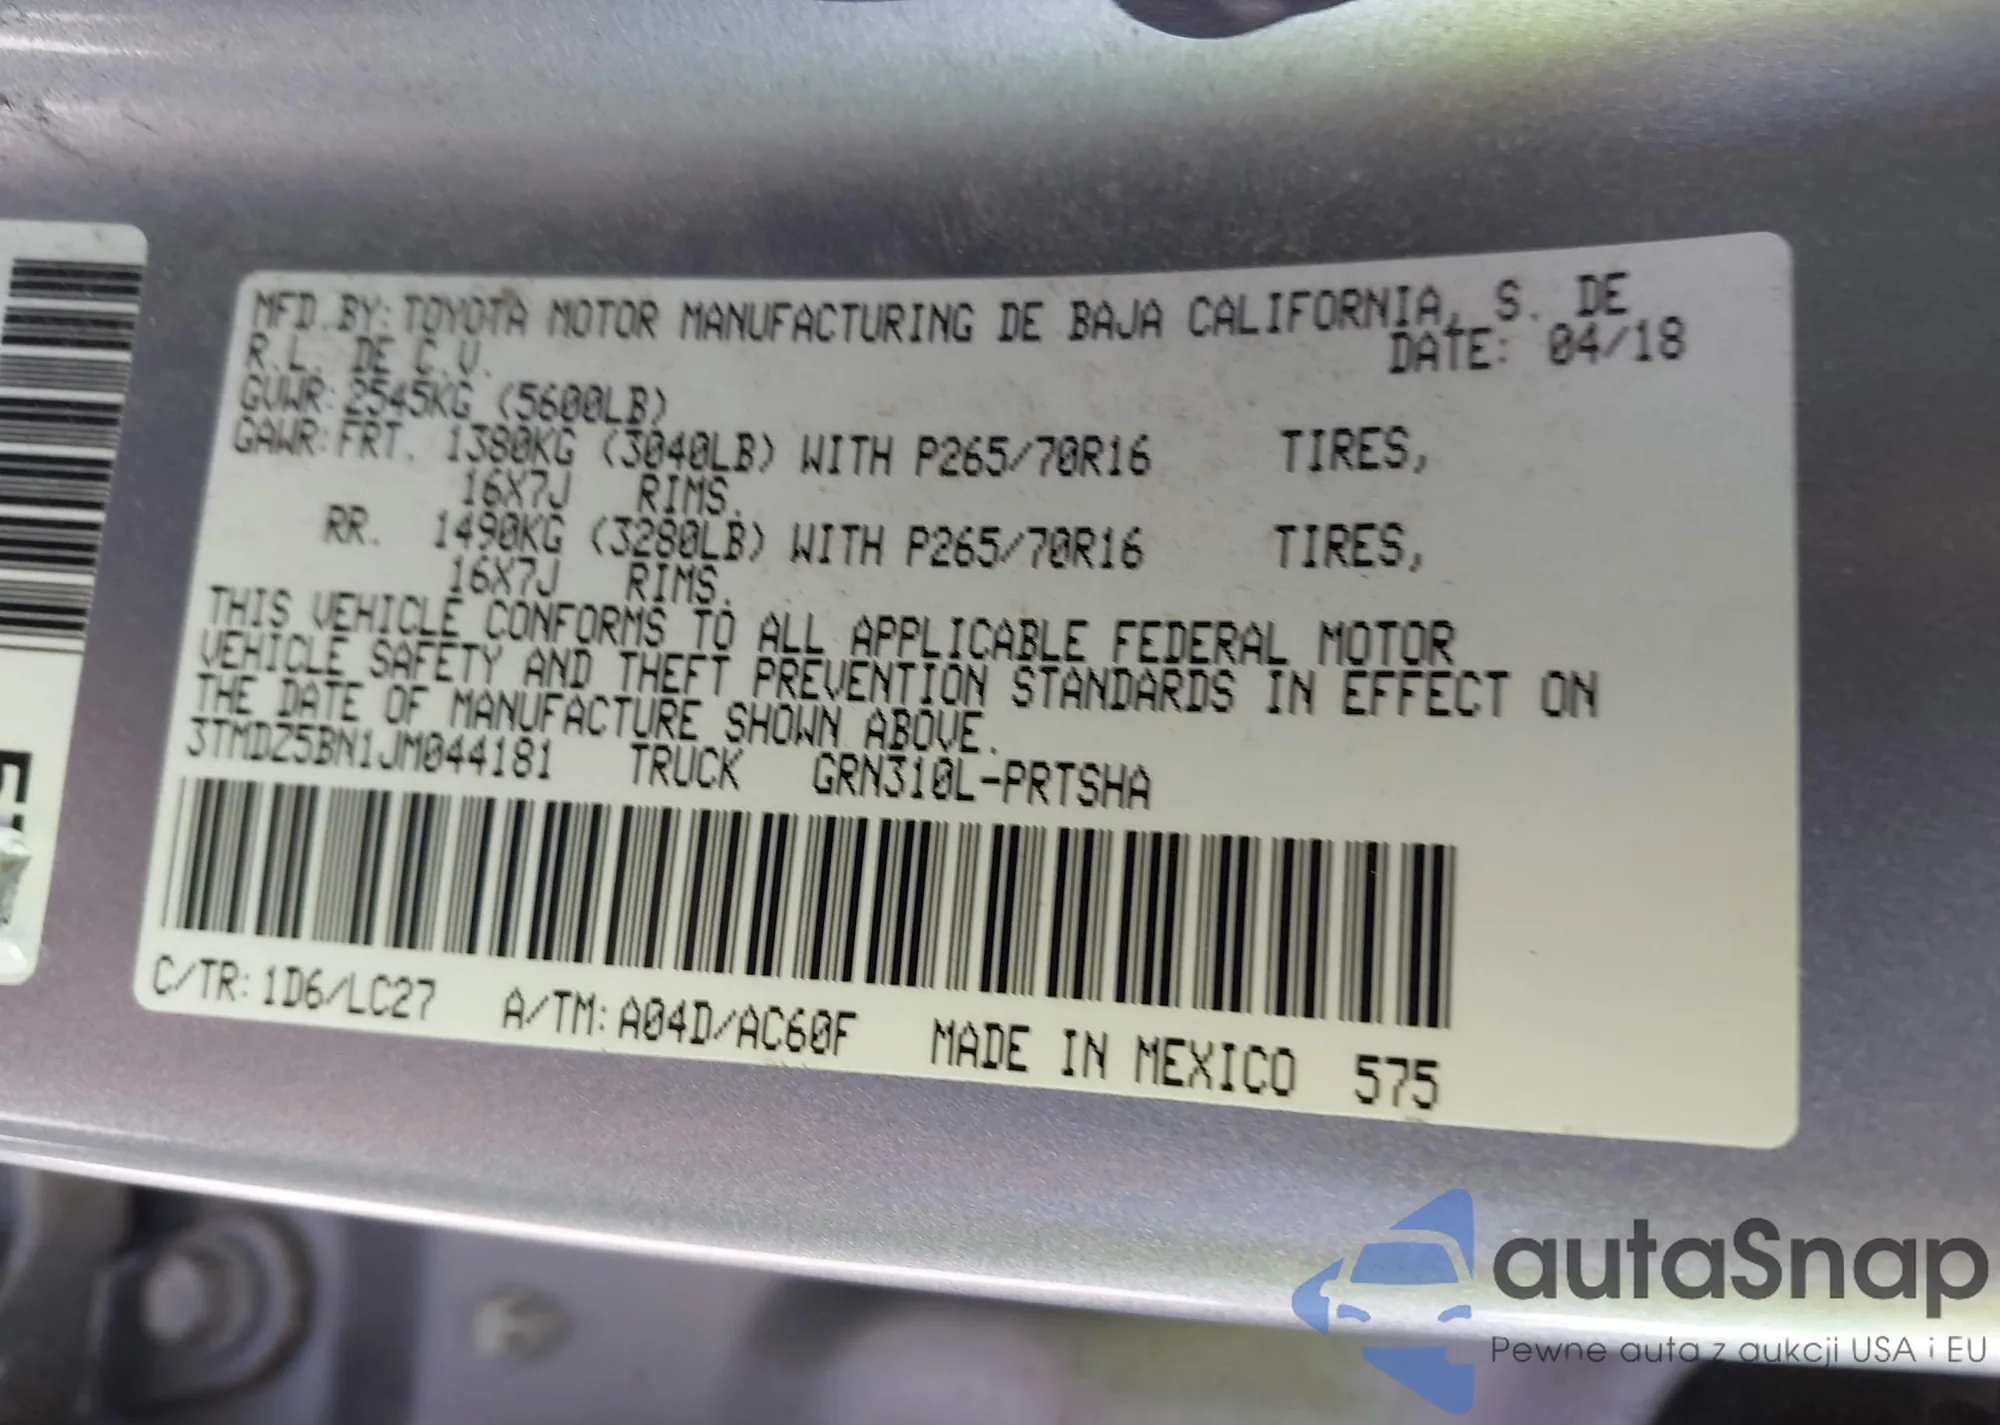 MFD.BY: TOYOTA MOTOR MANUFACTURING DE BAJA CALIFORNIA, S. DE
R.L. DE C.V. DATE: 04/18
GVWR: 2545KG (5600LB)
GAWR: FRT. 1380KG (3040LB) WITH P265/70R16 TIRES,
16X7J RIMS.
RR. 1490KG (3280LB) WITH P265/70R16 TIRES,
16X7J RIMS.
THIS VEHICLE CONFORMS TO ALL APPLICABLE FEDERAL MOTOR
VEHICLE SAFETY AND THEFT PREVENTION STANDARDS IN EFFECT ON
THE DATE OF MANUFACTURE SHOWN ABOVE.
3TMDZ5BN1JM044181 TRUCK GRN310L-PRTSHA
C/TR: 1D6/LC27 A/TM: A04D/AC60F MADE IN MEXICO 575
autaSnap
Pewne auta z aukcji USA i EU